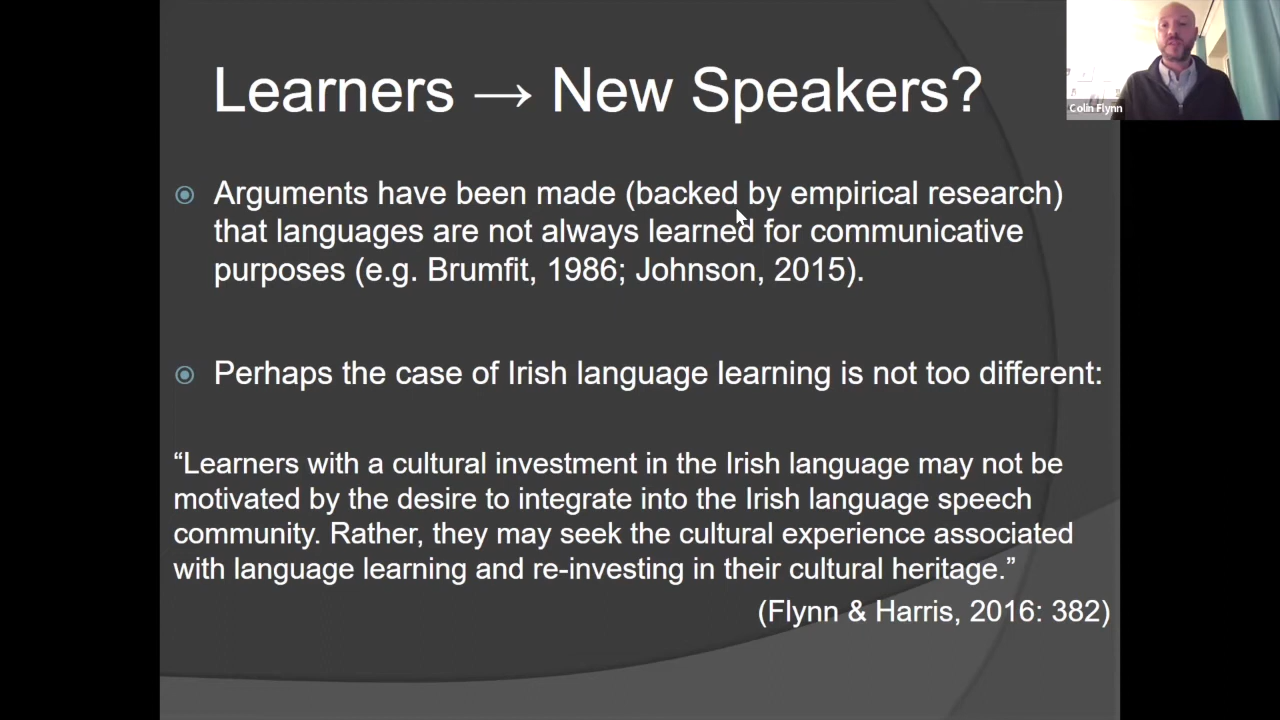 Learners → New Speakers?
Colin Flynn
Arguments have been made (backed by empirical research)
that languages are not always learned for communicative
purposes (e.g. Brumfit, 1986; Johnson, 2015).
Perhaps the case of Irish language learning is not too different:
“Learners with a cultural investment in the Irish language may not be
motivated by the desire to integrate into the Irish language speech
community. Rather, they may seek the cultural experience associated
with language learning and re-investing in their cultural heritage.”
(Flynn & Harris, 2016: 382)